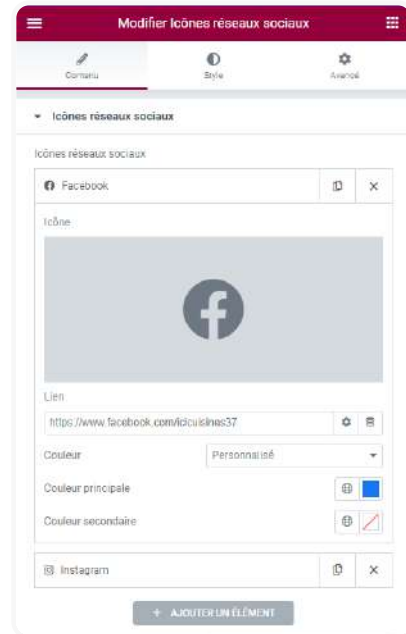 Modifier Icônes réseaux sociaux
Contenu
Style
Avancé
Icônes réseaux sociaux
Icônes réseaux sociaux
Facebook
Icône
Lien
https://www.facebook.com/icicuisines37
Couleur
Personnalisé
Couleur principale
Couleur secondaire
Instagram
+ AJOUTER UN ÉLÉMENT